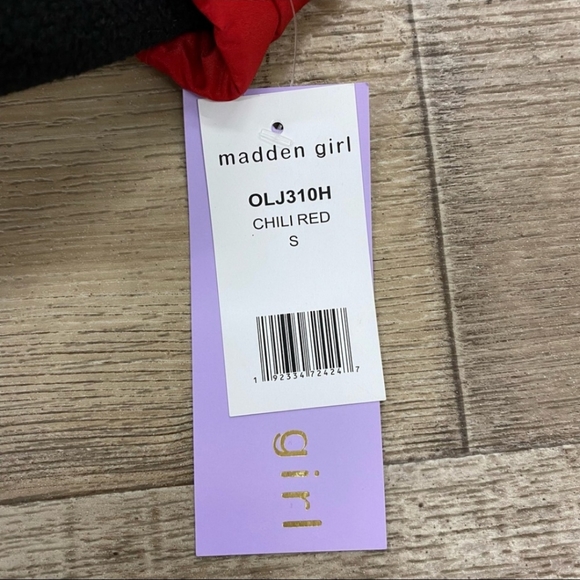 madden girl
OLJ310H
CHILI RED
S
1 92334 72424 7
girl